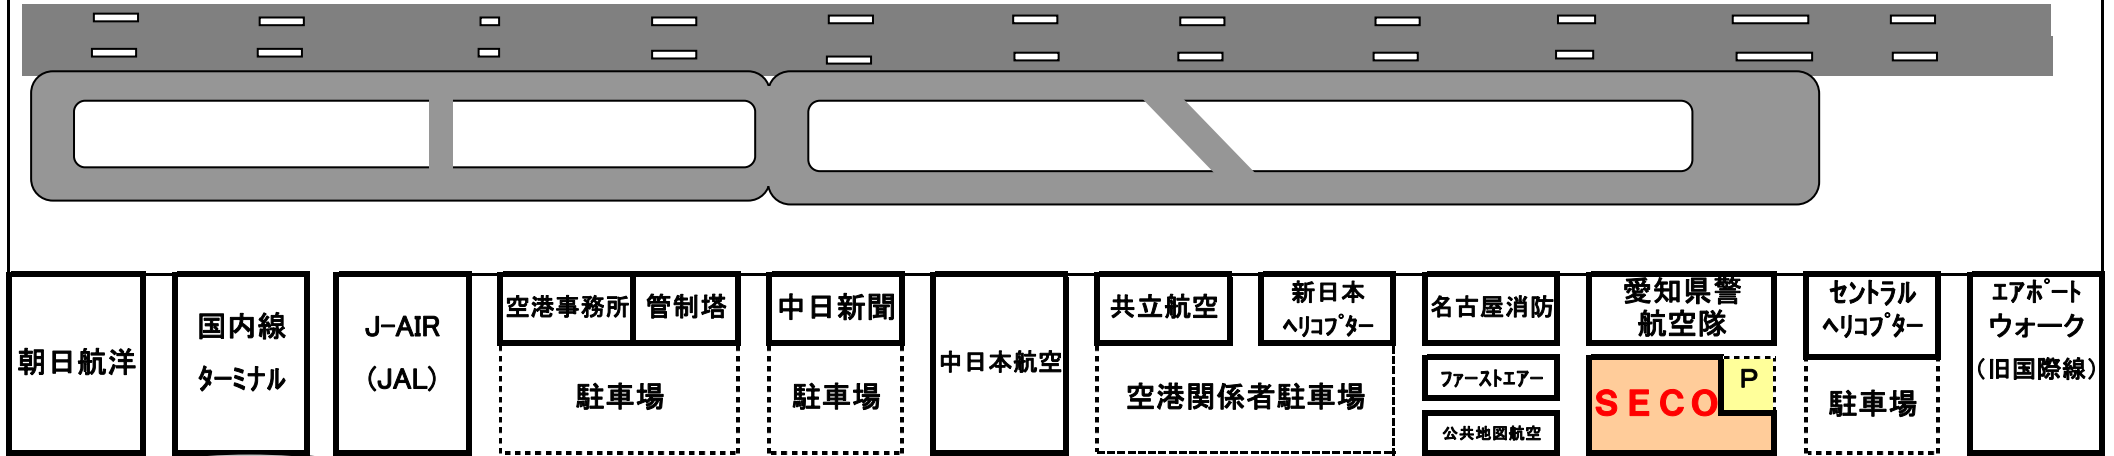 朝日航洋
国内線
ターミナル
J-AIR
(JAL)
空港事務所
管制塔
駐車場
中日新聞
駐車場
中日本航空
共立航空
新日本
ヘリコプター
空港関係者駐車場
名古屋消防
ファーストエアー
公共地図航空
愛知県警
航空隊
SECO
P
セントラル
ヘリコプター
駐車場
エアポート
ウォーク
(旧国際線)